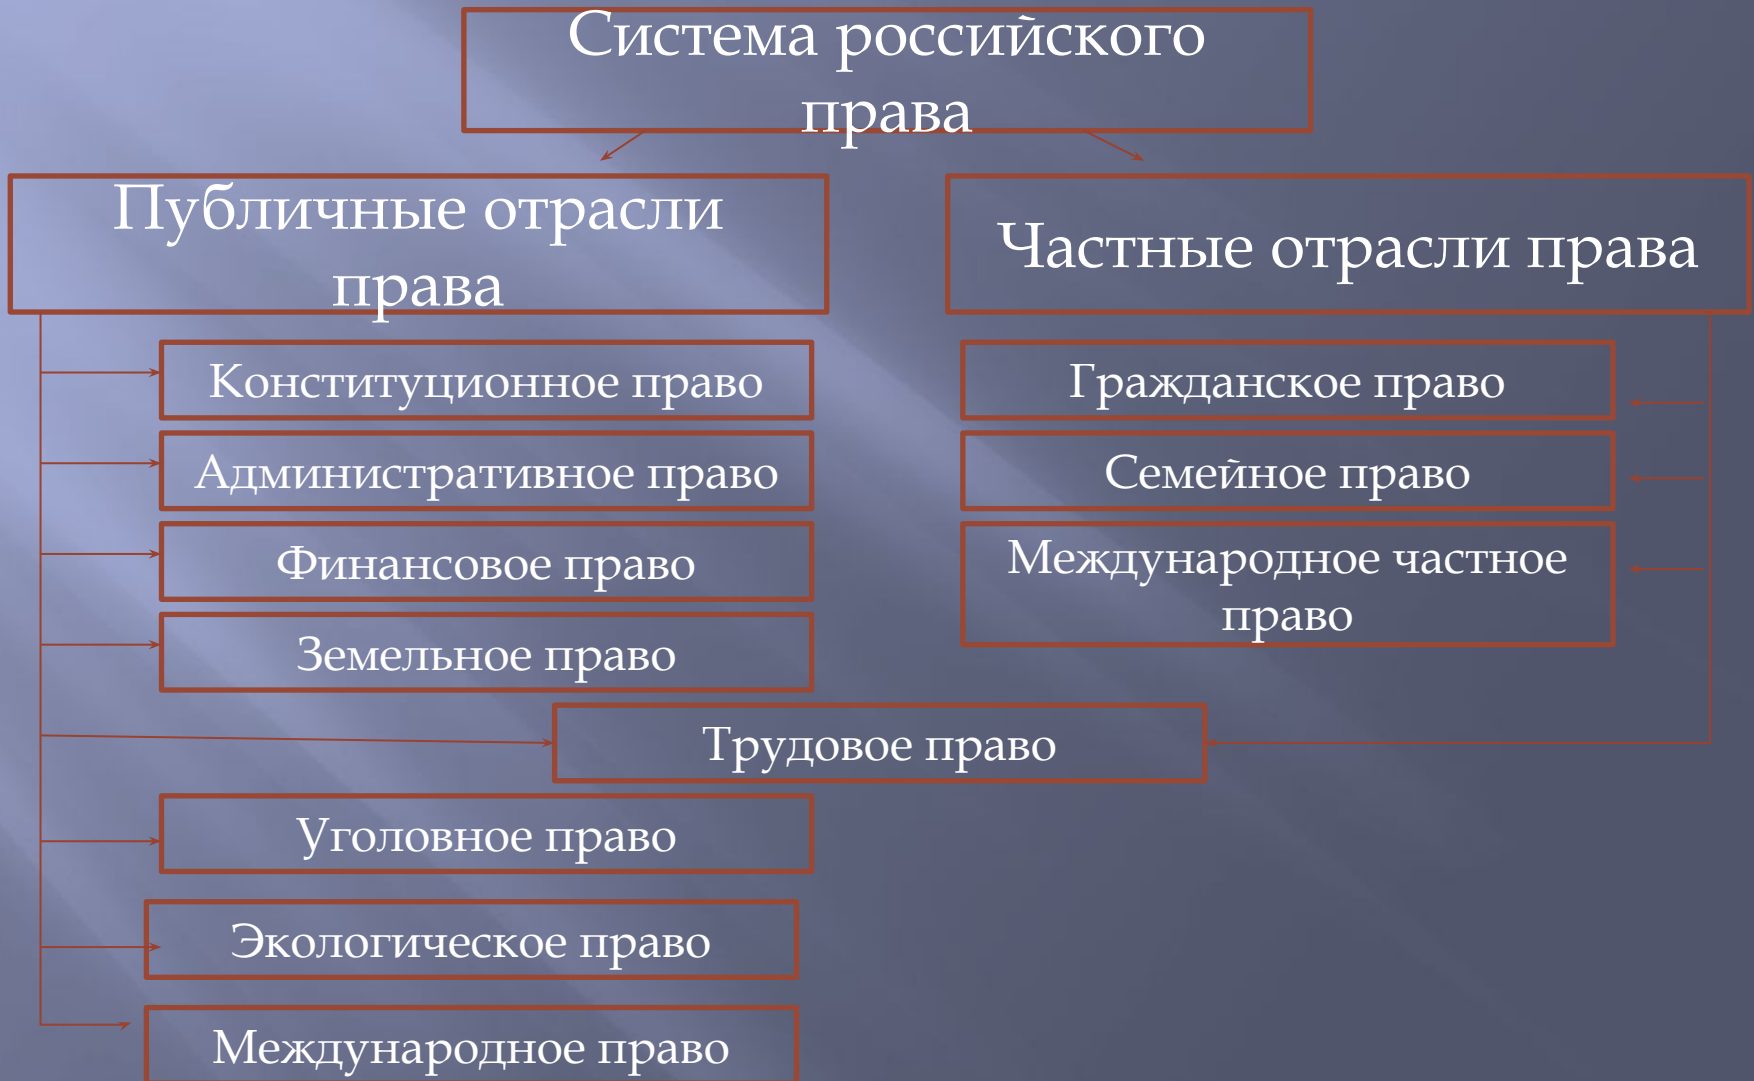 Система российского
права
Публичные отрасли
права
Частные отрасли права
Конституционное право
Гражданское право
Административное право
Семейное право
Финансовое право
Международное частное
право
Земельное право
Трудовое право
Уголовное право
Экологическое право
Международное право